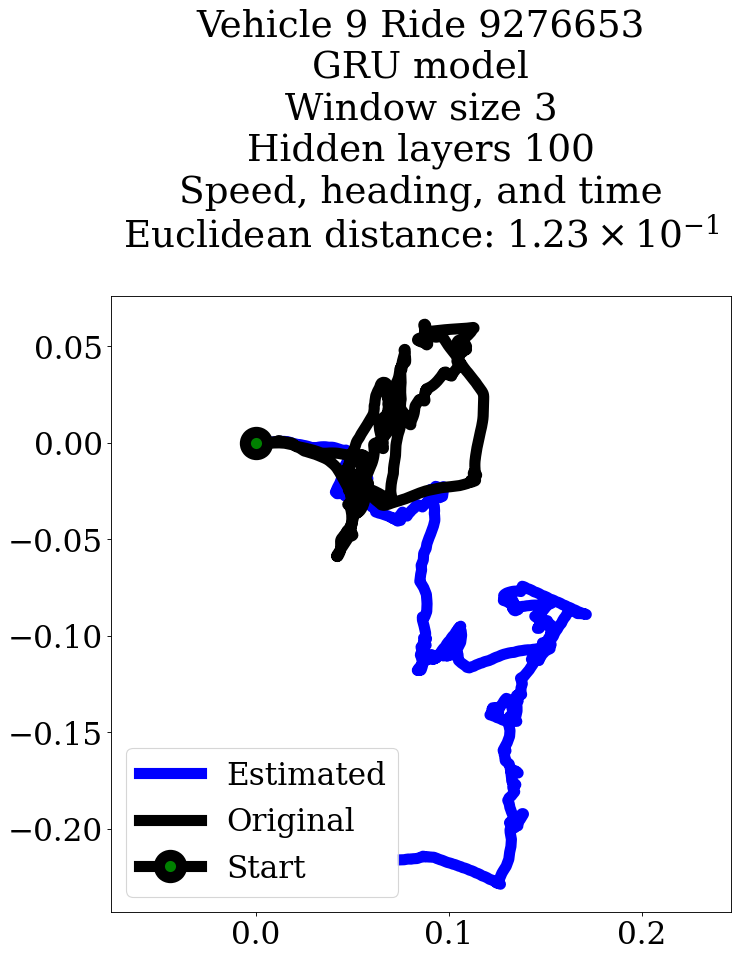 Vehicle 9 Ride 9276653
GRU model
Window size 3
Hidden layers 100
Speed, heading, and time
Euclidean distance: 1.23 × 10⁻¹
0.05
0.00
−0.05
−0.10
−0.15
−0.20
Estimated
Original
Start
0.0 0.1 0.2